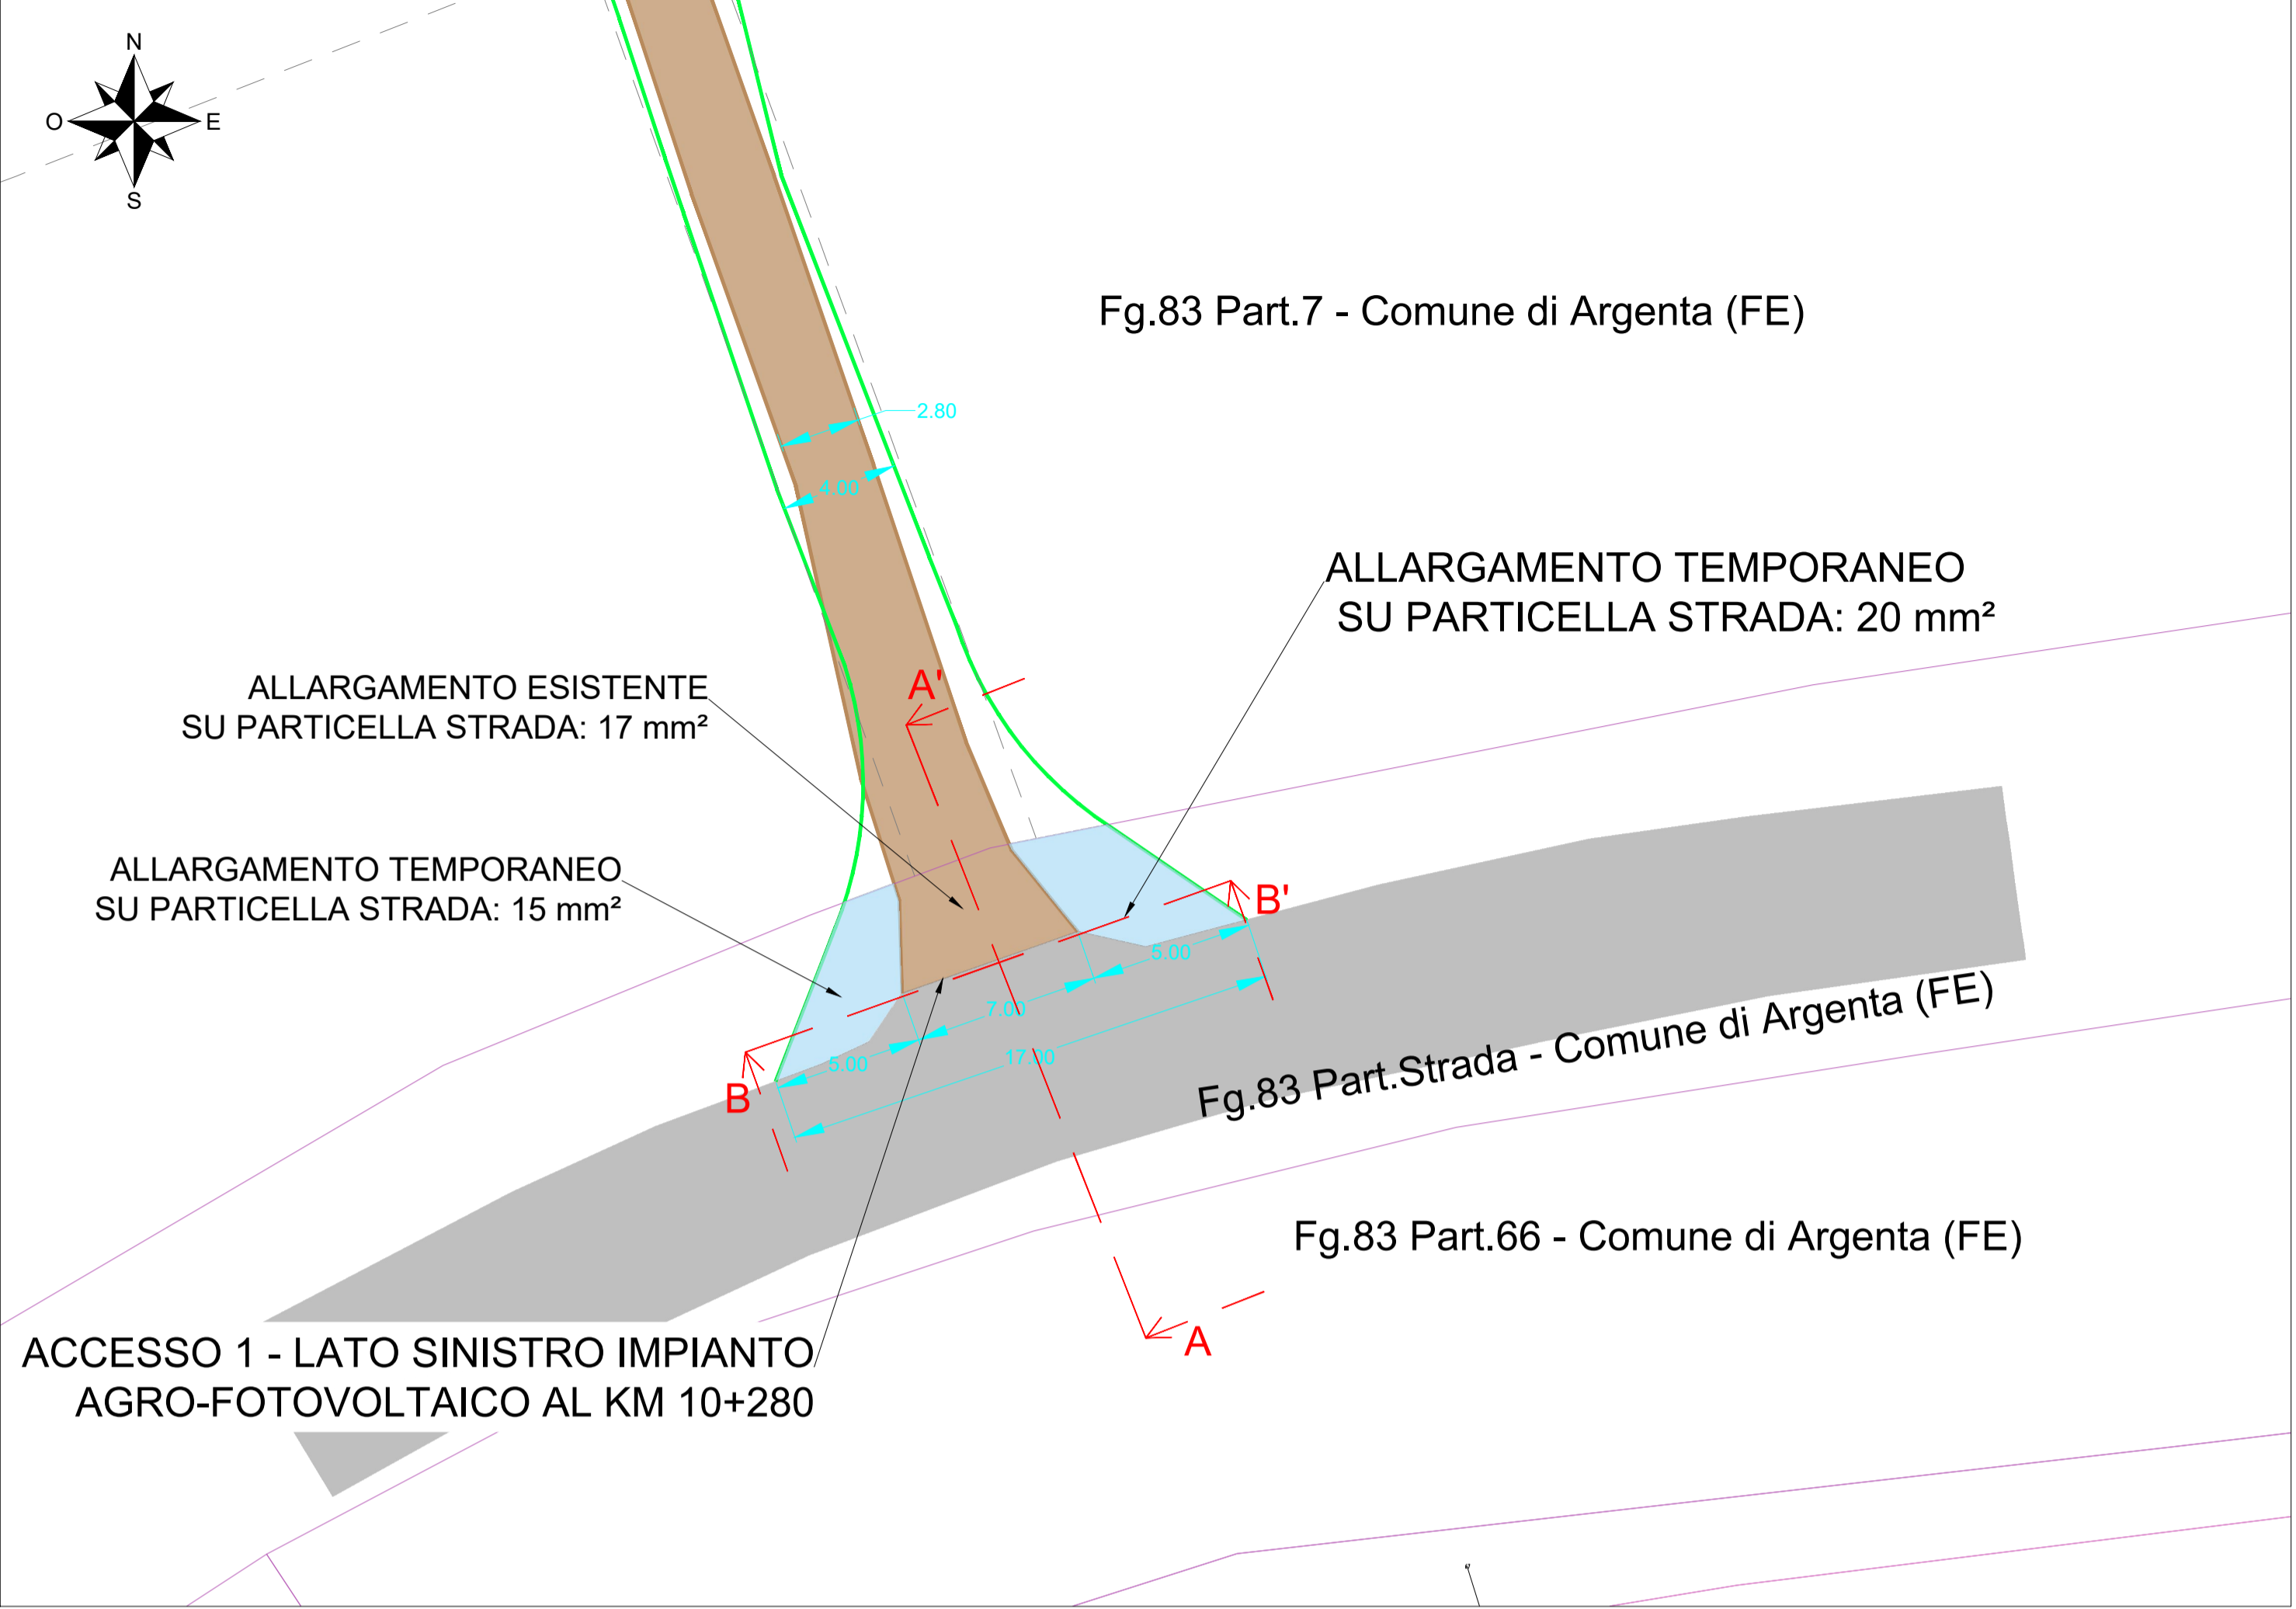 N
O
E
S
Fg.83 Part.7 - Comune di Argenta (FE)
2.80
4.00
ALLARGAMENTO TEMPORANEO
SU PARTICELLA STRADA: 20 mm²
ALLARGAMENTO ESISTENTE
SU PARTICELLA STRADA: 17 mm²
A'
ALLARGAMENTO TEMPORANEO
SU PARTICELLA STRADA: 15 mm²
B'
5.00
7.00
5.00
17.00
B
Fg.83 Part.Strada - Comune di Argenta (FE)
Fg.83 Part.66 - Comune di Argenta (FE)
A
ACCESSO 1 - LATO SINISTRO IMPIANTO
AGRO-FOTOVOLTAICO AL KM 10+280